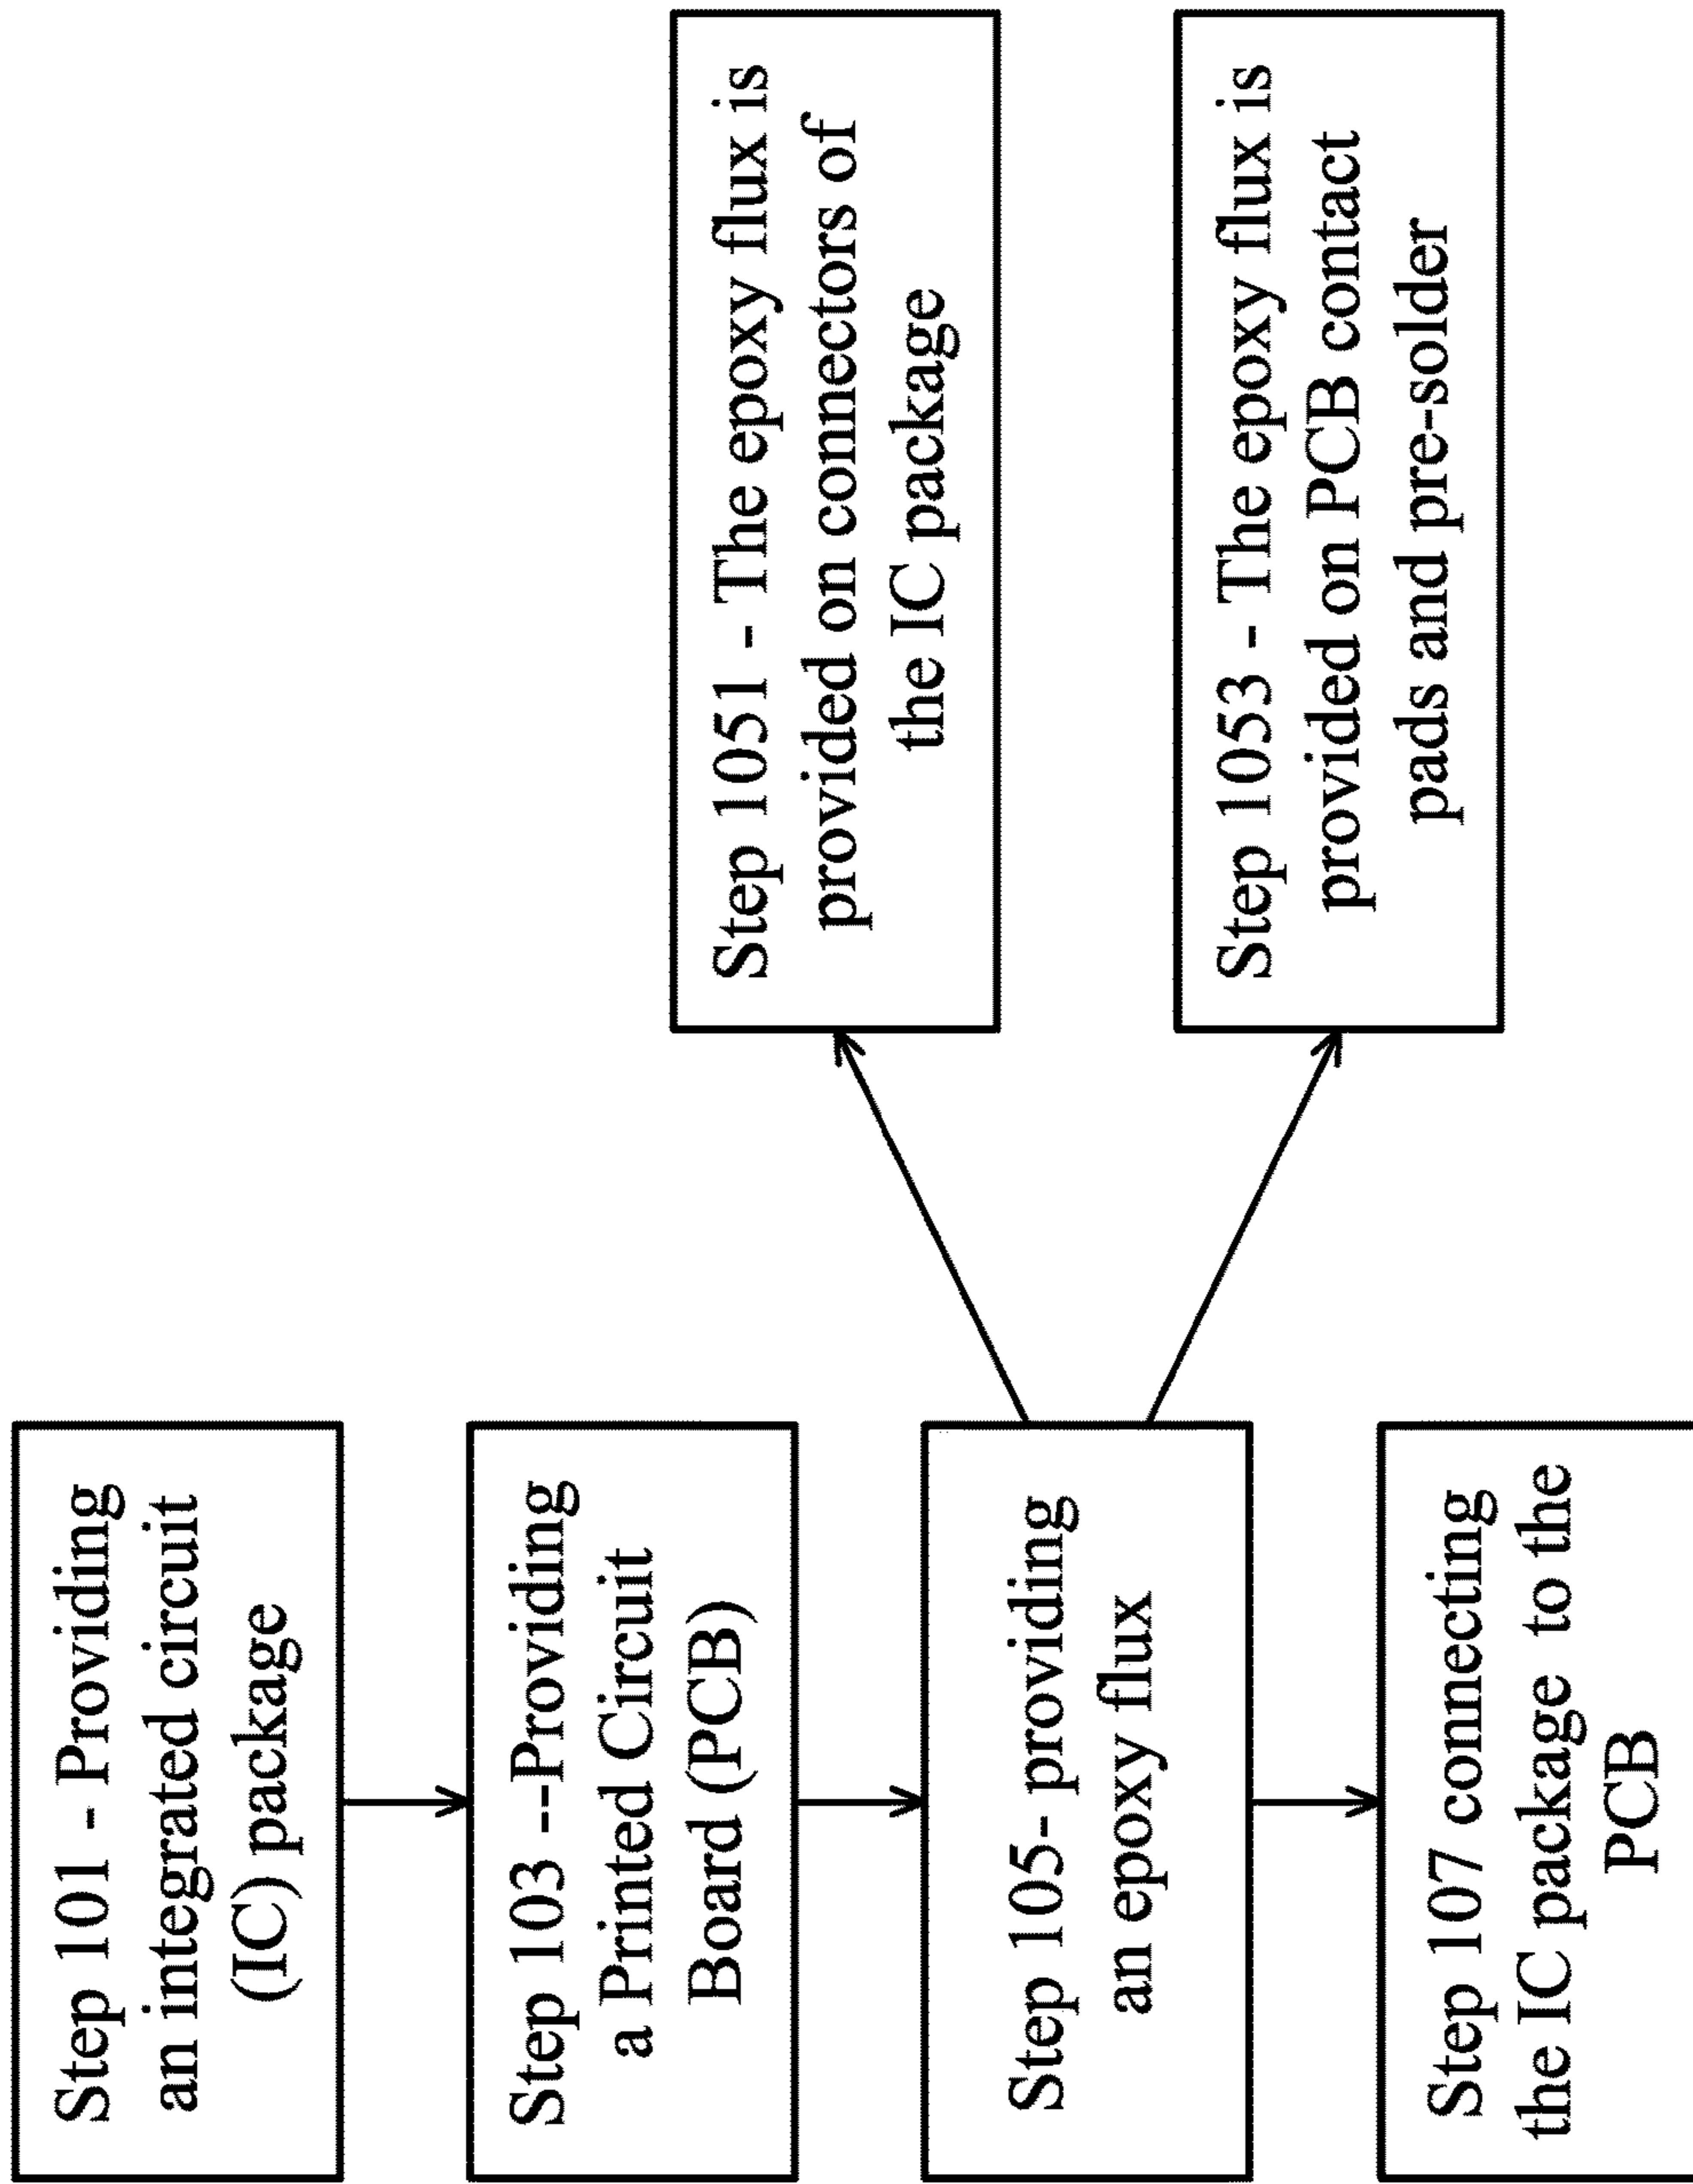 Step 101 - Providing
an integrated circuit
(IC) package
Step 103 --Providing
a Printed Circuit
Board (PCB)
Step 105- providing
an epoxy flux
Step 107 connecting
the IC package to the
PCB
Step 1051 - The epoxy flux is
provided on connectors of
the IC package
Step 1053 - The epoxy flux is
provided on PCB contact
pads and pre-solder